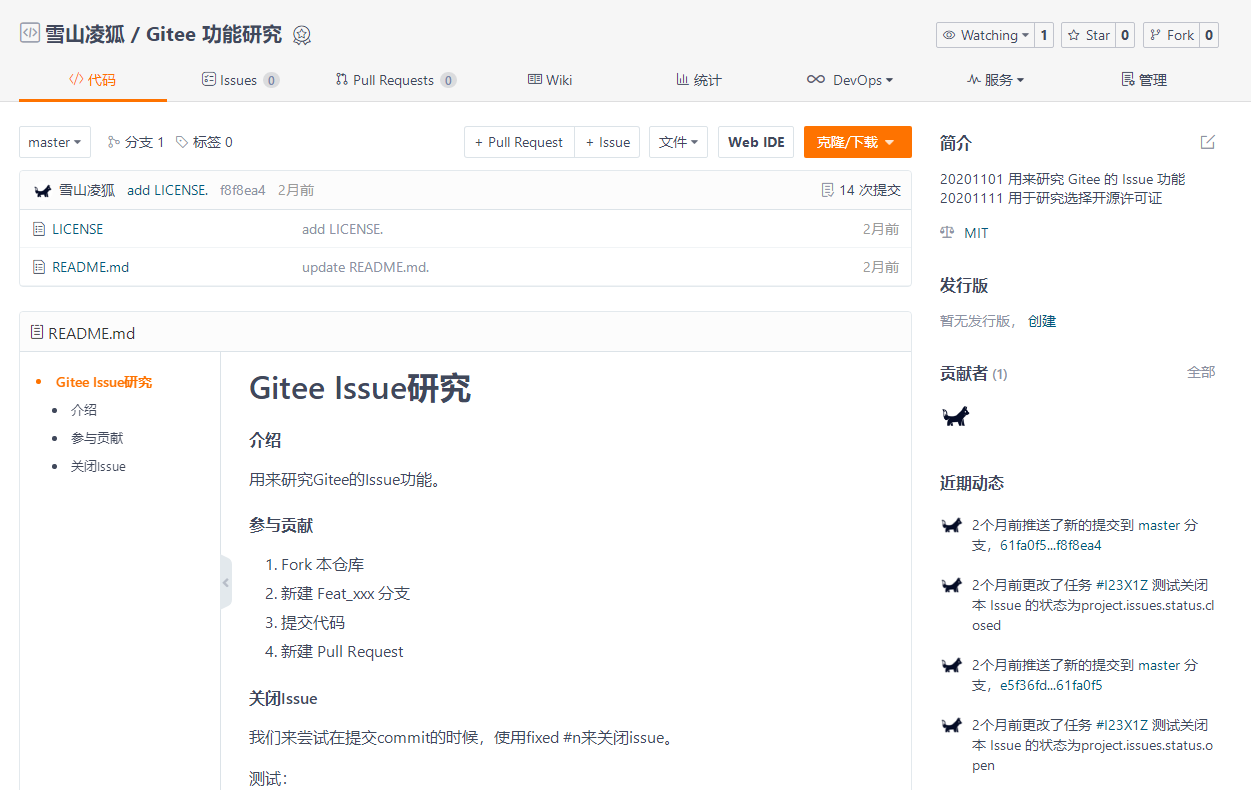 雪山凌狐 / Gitee 功能研究
Watching 1 Star 0 Fork 0
代码 Issues 0 Pull Requests 0 Wiki 统计 DevOps 服务 管理
master 分支 1 标签 0 + Pull Request + Issue 文件 Web IDE 克隆/下载
雪山凌狐 add LICENSE. f8f8ea4 2月前 14 次提交
LICENSE add LICENSE. 2月前
README.md update README.md. 2月前
README.md
Gitee Issue研究
介绍
参与贡献
关闭Issue
Gitee Issue研究
介绍
用来研究Gitee的Issue功能。
参与贡献
1. Fork 本仓库
2. 新建 Feat_xxx 分支
3. 提交代码
4. 新建 Pull Request
关闭Issue
我们来尝试在提交commit的时候，使用fixed #n来关闭issue。
测试：
简介
20201101 用来研究 Gitee 的 Issue 功能
20201111 用于研究选择开源许可证
MIT
发行版
暂无发行版， 创建
贡献者 (1) 全部
近期动态
2个月前推送了新的提交到 master 分
支，61fa0f5...f8f8ea4
2个月前更改了任务 #I23X1Z 测试关闭
本 Issue 的状态为project.issues.status.cl
osed
2个月前推送了新的提交到 master 分
支，e5f36fd...61fa0f5
2个月前更改了任务 #I23X1Z 测试关闭
本 Issue 的状态为project.issues.status.o
pen